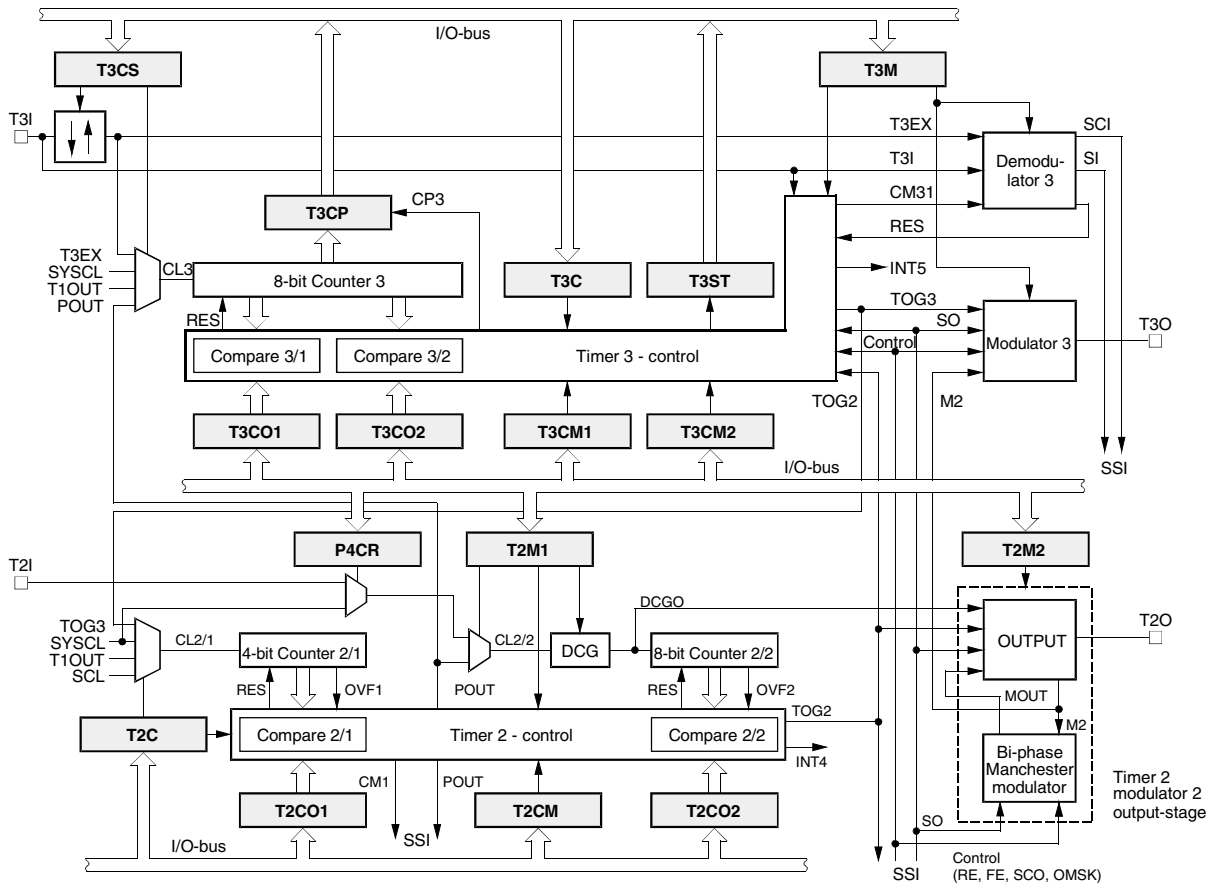 I/O-bus
T3CS
T3M
T3I
T3EX
SCI
Demodu-
lator 3
T3I
SI
CM31
T3CP
CP3
RES
T3EX
SYSCL
T1OUT
POUT
CL3
8-bit Counter 3
T3C
T3ST
INT5
TOG3
RES
SO
T3O
Control
Modulator 3
Compare 3/1
Compare 3/2
Timer 3 - control
TOG2
M2
T3CO1
T3CO2
T3CM1
T3CM2
I/O-bus
SSI
P4CR
T2M1
T2M2
T2I
DCGO
T2O
TOG3
SYSCL
T1OUT
SCL
CL2/1
4-bit Counter 2/1
CL2/2
DCG
8-bit Counter 2/2
OUTPUT
RES
OVF1
POUT
RES
OVF2
MOUT
TOG2
M2
T2C
Compare 2/1
Timer 2 - control
Compare 2/2
INT4
Bi-phase
Manchester
modulator
CM1
POUT
Timer 2
modulator 2
output-stage
T2CO1
T2CM
T2CO2
SSI
SO
I/O-bus
SSI
Control
(RE, FE, SCO, OMSK)